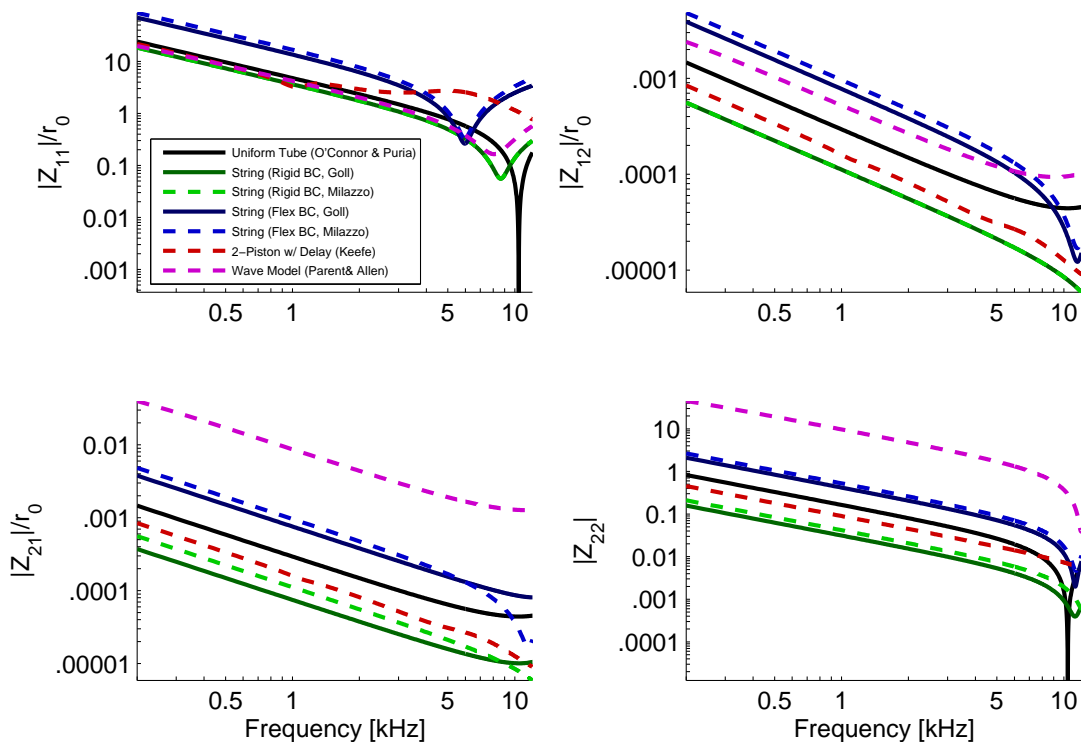 |Z11|/r0
10
1
0.1
0.01
.001
0.5
1
5
10
Uniform Tube (O'Connor & Puria)
String (Rigid BC, Goll)
String (Rigid BC, Milazzo)
String (Flex BC, Goll)
String (Flex BC, Milazzo)
2−Piston w/ Delay (Keefe)
Wave Model (Parent& Allen)
|Z12|/r0
.001
.0001
.00001
0.5
1
5
10
|Z21|/r0
0.01
.001
.0001
.00001
0.5
1
5
10
Frequency [kHz]
|Z22|
10
1
0.1
0.01
.001
.0001
0.5
1
5
10
Frequency [kHz]